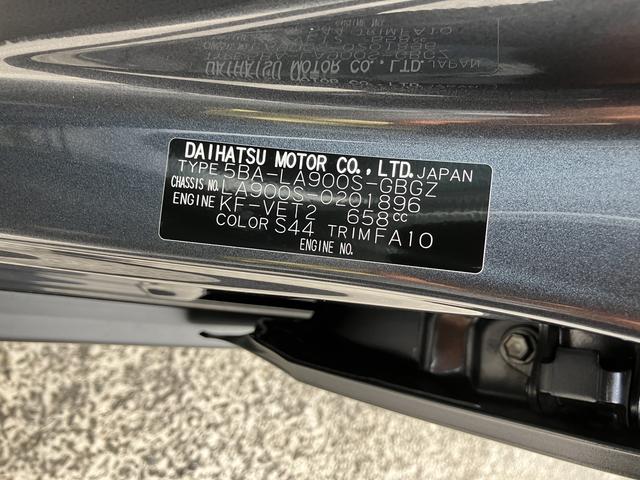 DAIHATSU MOTOR CO., LTD. JAPAN
TYPE 5BA-LA900S-GBGZ
CHASSIS NO. LA900S-0201896
ENGINE KF-VET2 658cc
COLOR S44 TRIM FA10
ENGINE NO.